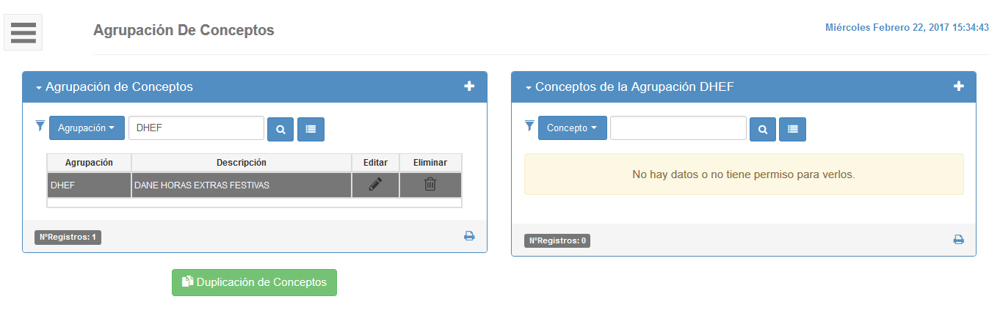 Agrupación De Conceptos
Miércoles Febrero 22, 2017 15:34:43
Agrupación de Conceptos
Agrupación DHEF
Agrupación Descripción Editar Eliminar
DHEF DANE HORAS EXTRAS FESTIVAS
NºRegistros: 1
Duplicación de Conceptos
Conceptos de la Agrupación DHEF
Concepto
No hay datos o no tiene permiso para verlos.
NºRegistros: 0